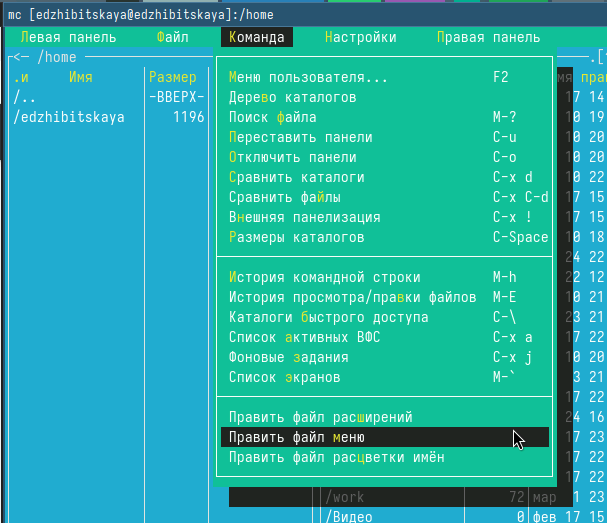 mc [edzhibitskaya@edzhibitskaya]:/home
Левая панель Файл Команда Настройки Правая панель
<- /home .[^
.и Имя Размер
/.. -ВВЕРХ-
/edzhibitskaya 1196
Меню пользователя... F2
Дерево каталогов
Поиск файла M-?
Переставить панели C-u
Отключить панели C-o
Сравнить каталоги C-x d
Сравнить файлы C-x C-d
Внешняя панелизация C-x !
Размеры каталогов C-Space
История командной строки M-h
История просмотра/правки файлов M-E
Каталоги быстрого доступа C-\
Список активных ВФС C-x a
Фоновые задания C-x j
Список экранов M-`
Править файл расширений
Править файл меню
Править файл расцветки имён
мя прав
17 14
10 19
10 22
10 20
10 22
17 15
17 15
10 18
24 22
22 12
10 21
23 21
17 22
10 20
3 21
17 22
24 16
17 23
17 22
17 22
/work 72 мар 1 23
/Видео 0 фев 17 15